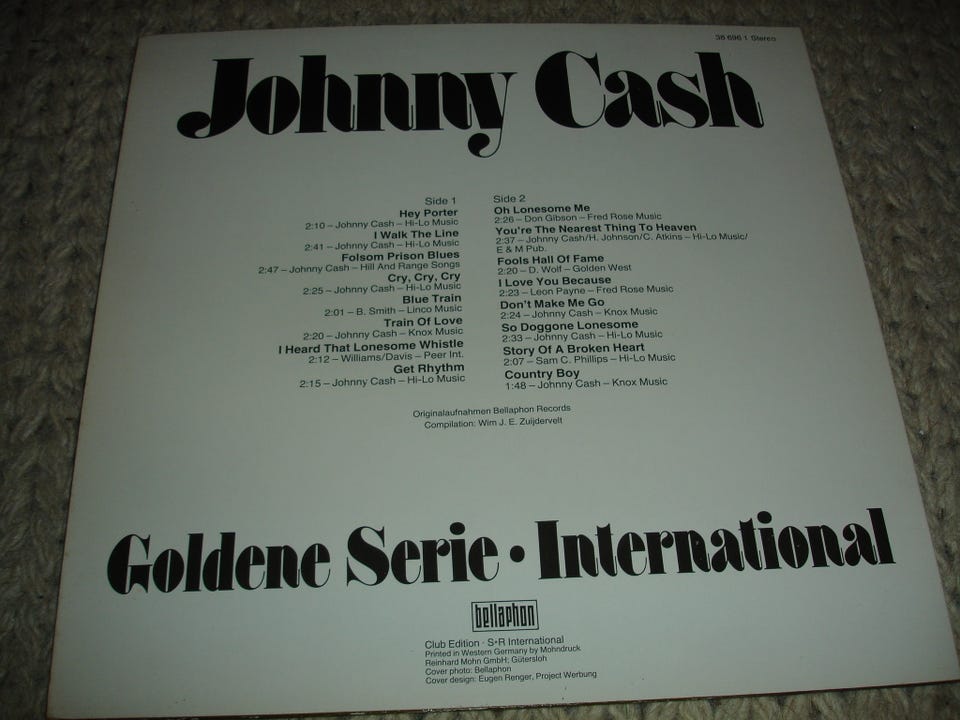 38 696 1 Stereo
Johnny Cash
Side 1
Hey Porter
2:10 – Johnny Cash – Hi-Lo Music
I Walk The Line
2:41 – Johnny Cash – Hi-Lo Music
Folsom Prison Blues
2:47 – Johnny Cash – Hill And Range Songs
Cry, Cry, Cry
2:25 – Johnny Cash – Hi-Lo Music
Blue Train
2:01 – B. Smith – Linco Music
Train Of Love
2:20 – Johnny Cash – Knox Music
I Heard That Lonesome Whistle
2:12 – Williams/Davis – Peer Int.
Get Rhythm
2:15 – Johnny Cash – Hi-Lo Music
Side 2
Oh Lonesome Me
2:26 – Don Gibson – Fred Rose Music
You're The Nearest Thing To Heaven
2:37 – Johnny Cash/H. Johnson/C. Atkins – Hi-Lo Music/
E & M Pub.
Fools Hall Of Fame
2:20 – D. Wolf – Golden West
I Love You Because
2:23 – Leon Payne – Fred Rose Music
Don't Make Me Go
2:24 – Johnny Cash – Knox Music
So Doggone Lonesome
2:33 – Johnny Cash – Hi-Lo Music
Story Of A Broken Heart
2:07 – Sam C. Phillips – Hi-Lo Music
Country Boy
1:48 – Johnny Cash – Knox Music
Originalaufnahmen Bellaphon Records
Compilation: Wim J. E. Zuijdervelt
Goldene Serie • International
bellaphon
Club Edition · S+R International
Printed in Western Germany by Mohndruck
Reinhard Mohn GmbH; Gütersloh
Cover photo: Bellaphon
Cover design: Eugen Renger, Project Werbung